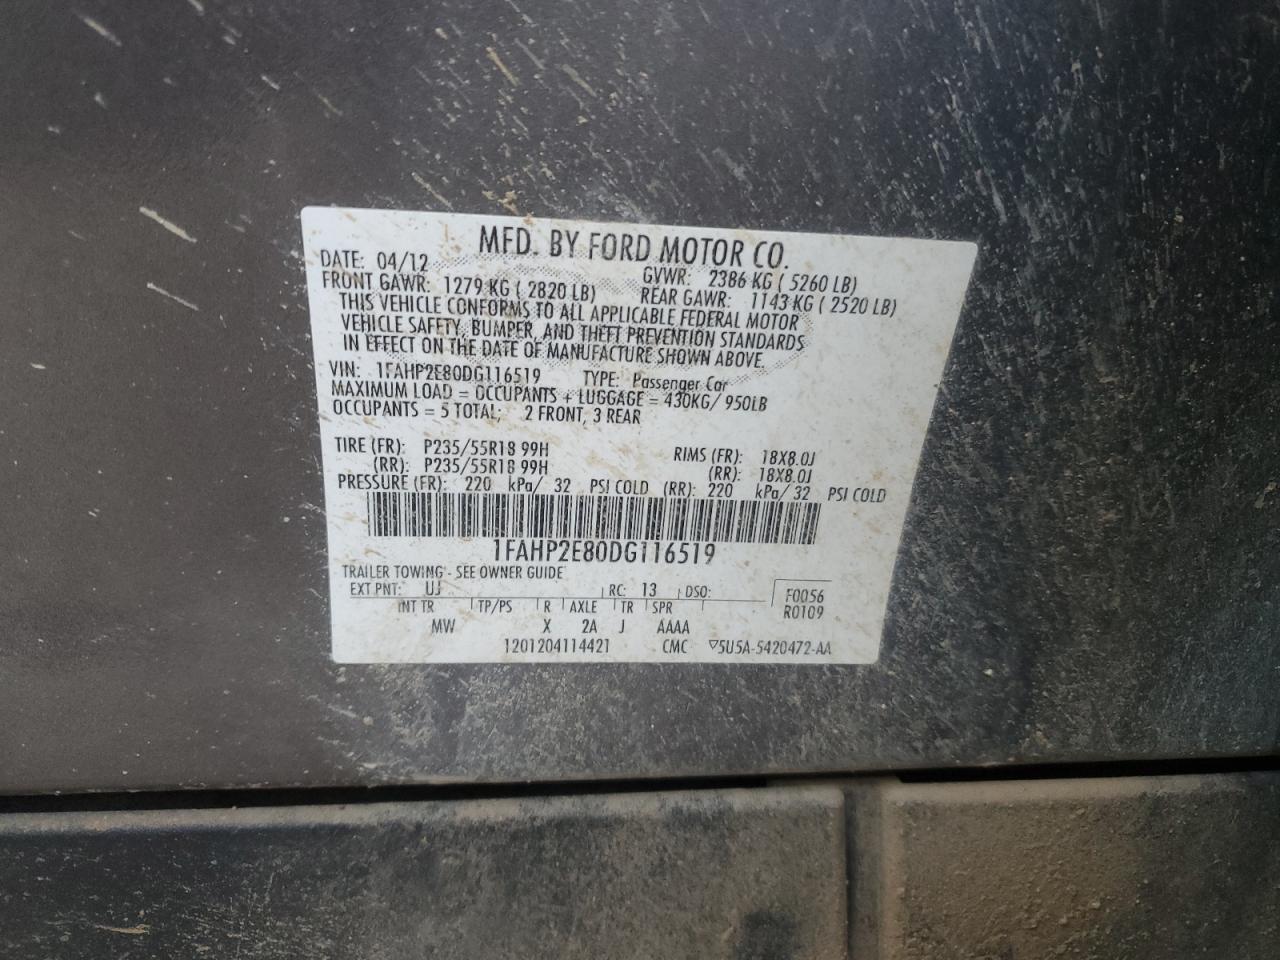 MFD. BY FORD MOTOR CO.
DATE: 04/12 GVWR: 2386 KG ( 5260 LB)
FRONT GAWR: 1279 KG ( 2820 LB) REAR GAWR: 1143 KG ( 2520 LB)
THIS VEHICLE CONFORMS TO ALL APPLICABLE FEDERAL MOTOR
VEHICLE SAFETY, BUMPER, AND THEFT PREVENTION STANDARDS
IN EFFECT ON THE DATE OF MANUFACTURE SHOWN ABOVE.
VIN: 1FAHP2E80DG116519 TYPE: Passenger Car
MAXIMUM LOAD = OCCUPANTS + LUGGAGE = 430KG/ 950LB
OCCUPANTS = 5 TOTAL; 2 FRONT, 3 REAR
TIRE (FR): P235/55R18 99H RIMS (FR): 18X8.0J
(RR): P235/55R18 99H (RR): 18X8.0J
PRESSURE (FR): 220 kPa/ 32 PSI COLD (RR): 220 kPa/ 32 PSI COLD
1FAHP2E80DG116519
TRAILER TOWING - SEE OWNER GUIDE
EXT PNT: UJ RC: 13 DSO: F0056
INT TR TP/PS R AXLE TR SPR R0109
MW X 2A J AAAA
1201204114421 CMC ▽5U5A-5420472-AA